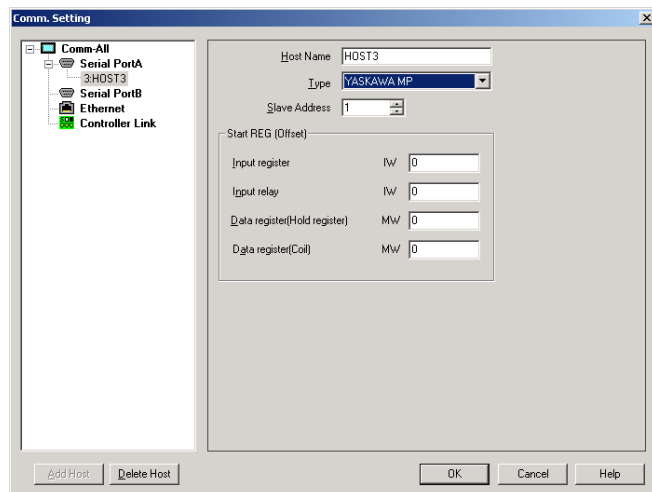 Comm. Setting
Comm-All
Serial PortA
3:HOST3
Serial PortB
Ethernet
Controller Link
Host Name HOST3
Type YASKAWA MP
Slave Address 1
Start REG (Offset)
Input register IW 0
Input relay IW 0
Data register(Hold register) MW 0
Data register(Coil) MW 0
Add Host Delete Host OK Cancel Help